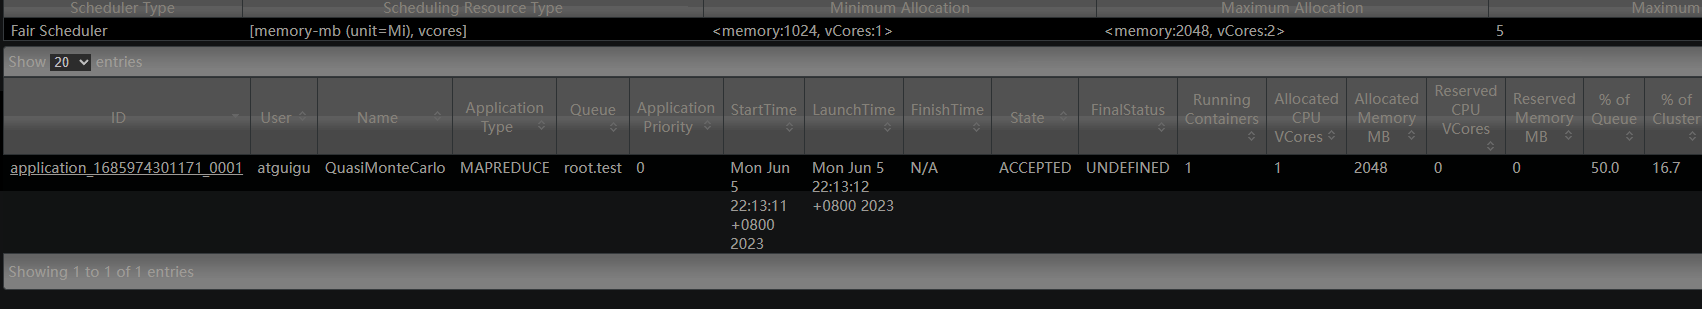 Scheduler Type Scheduling Resource Type Minimum Allocation Maximum Allocation Maximum
Fair Scheduler [memory-mb (unit=Mi), vcores] <memory:1024, vCores:1> <memory:2048, vCores:2> 5
Show 20 entries
ID User Name Application Type Queue Application Priority StartTime LaunchTime FinishTime State FinalStatus Running Containers Allocated CPU VCores Allocated Memory MB Reserved CPU VCores Reserved Memory MB % of Queue % of Cluster
application_1685974301171_0001 atguigu QuasiMonteCarlo MAPREDUCE root.test 0 Mon Jun 5 22:13:11 +0800 2023 Mon Jun 5 22:13:12 +0800 2023 N/A ACCEPTED UNDEFINED 1 1 2048 0 0 50.0 16.7
Showing 1 to 1 of 1 entries